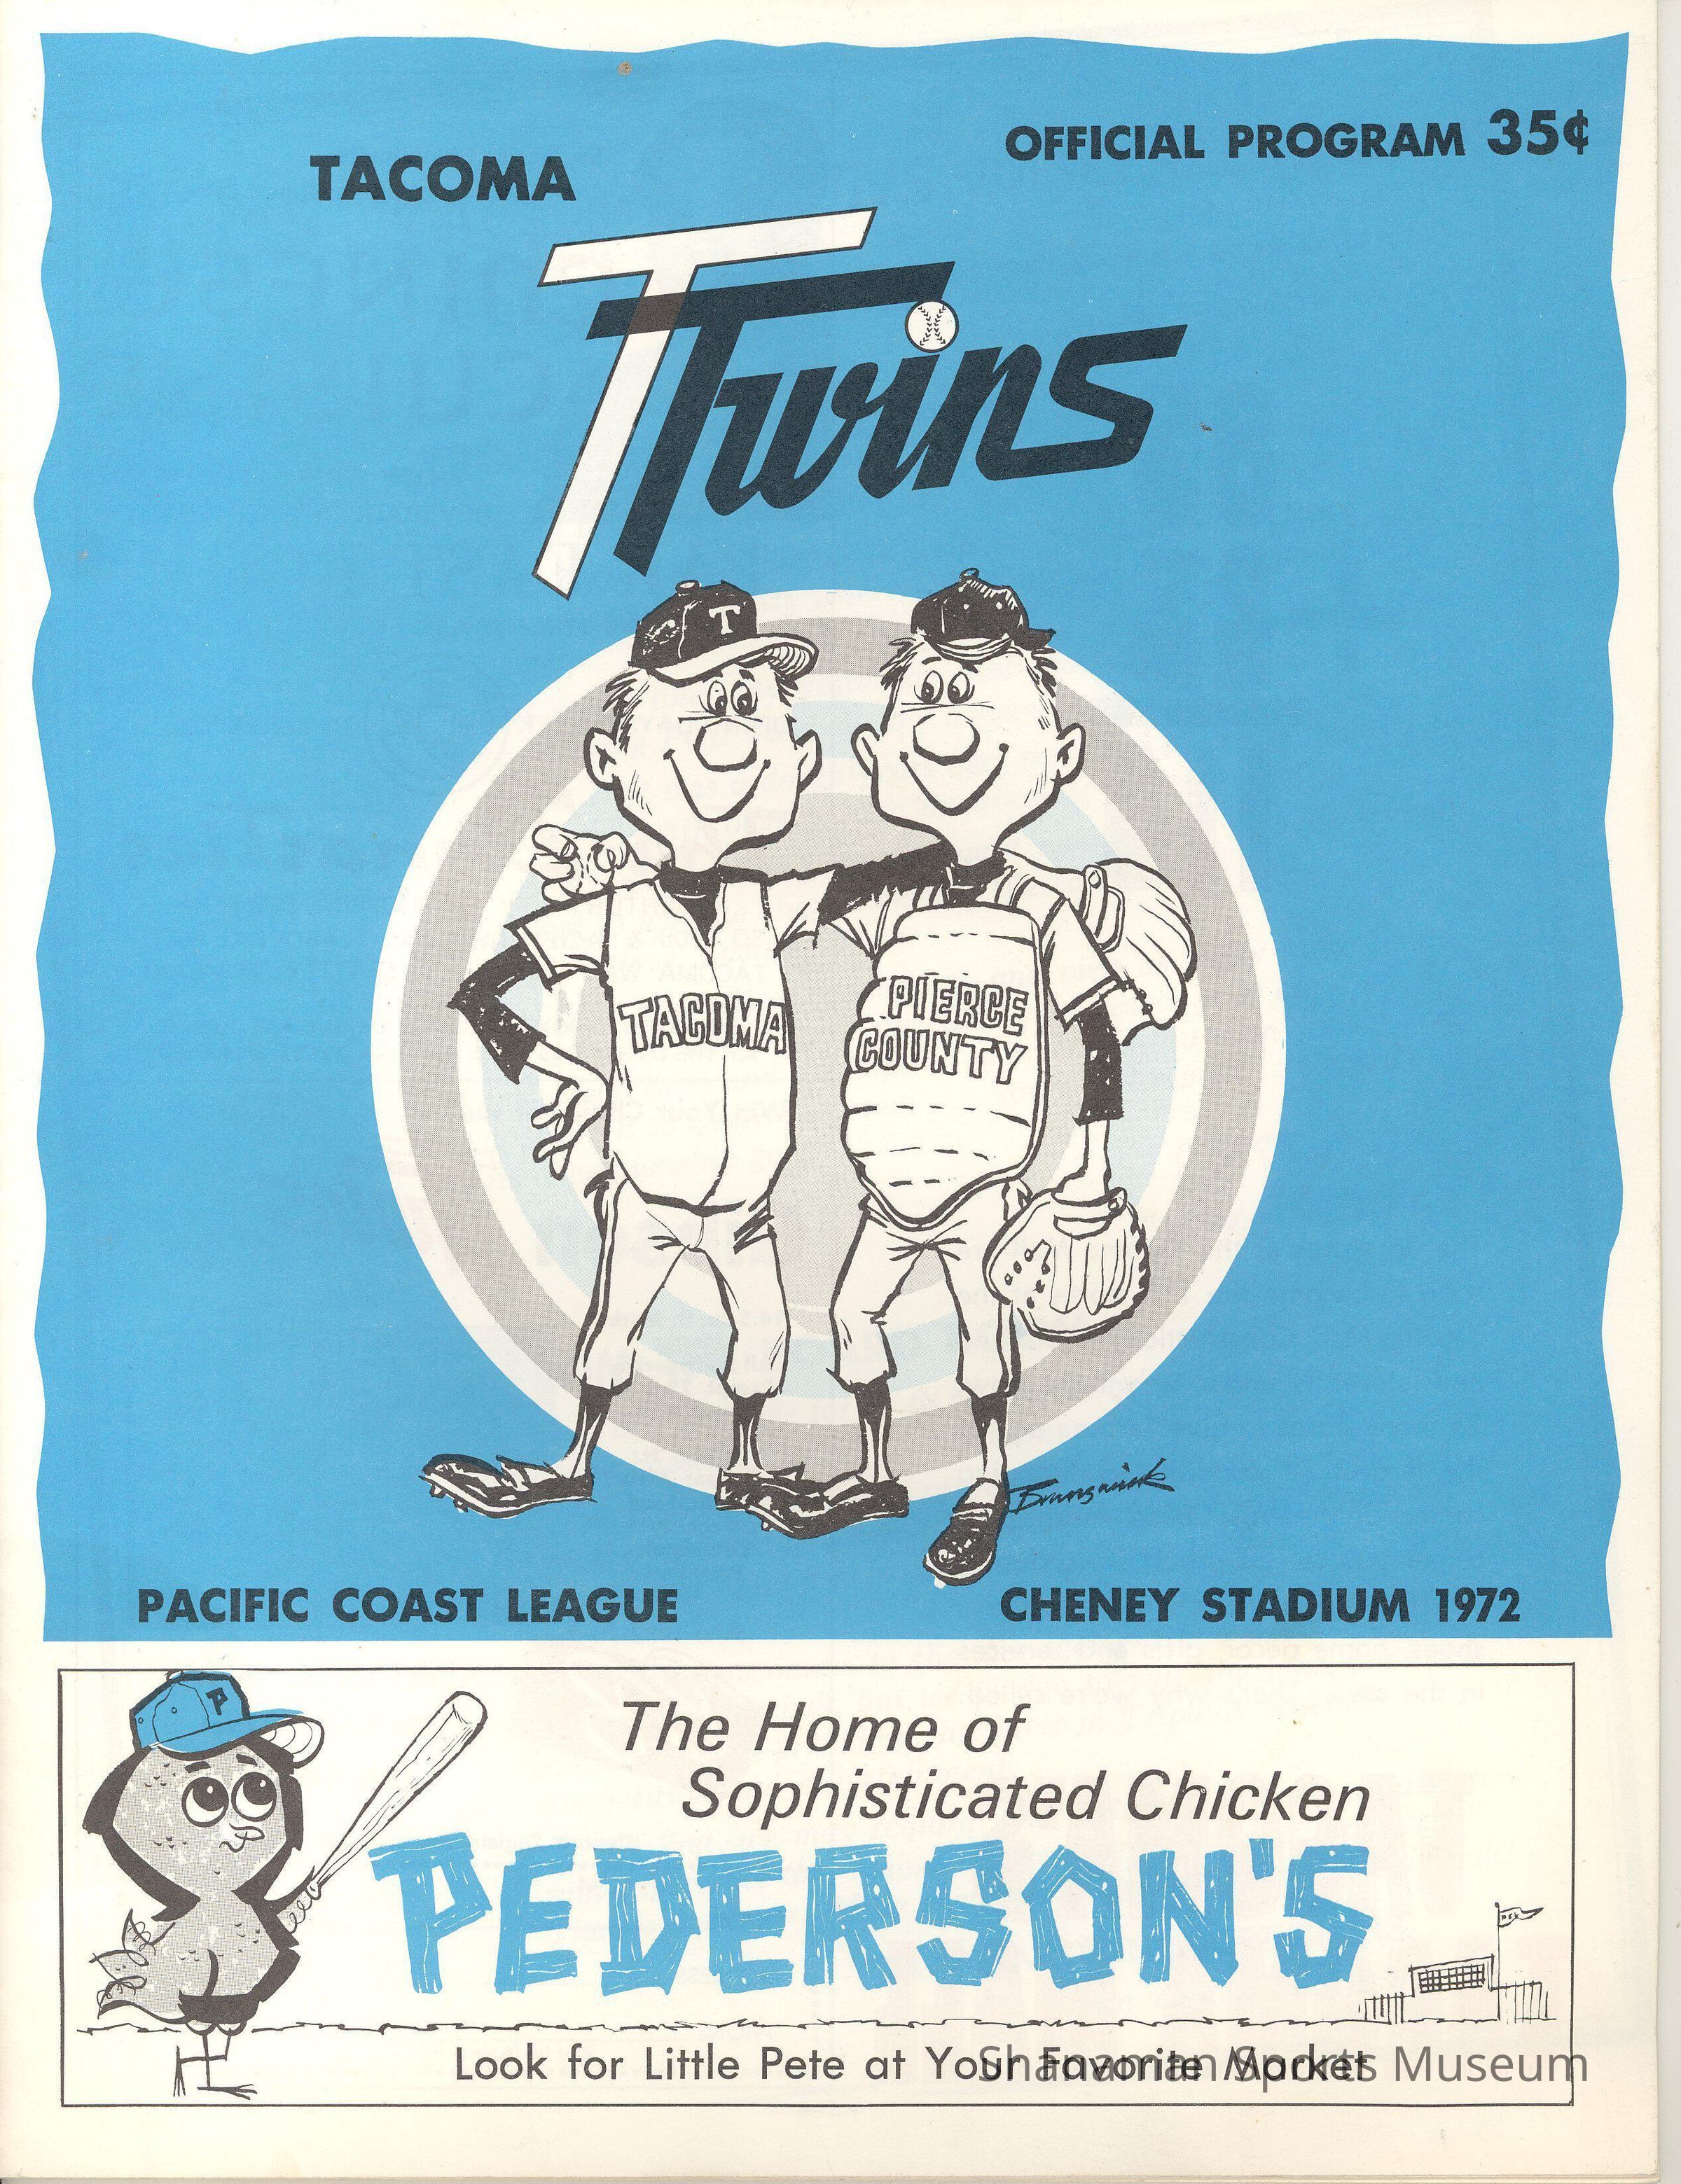 OFFICIAL PROGRAM 35¢
TACOMA
TTwins
T
TACOMA
PIERCE
COUNTY
Brunswick
PACIFIC COAST LEAGUE
CHENEY STADIUM 1972
P
The Home of
Sophisticated Chicken
PEDERSON'S
Look for Little Pete at Your Favorite Market
Shanaman Sports Museum